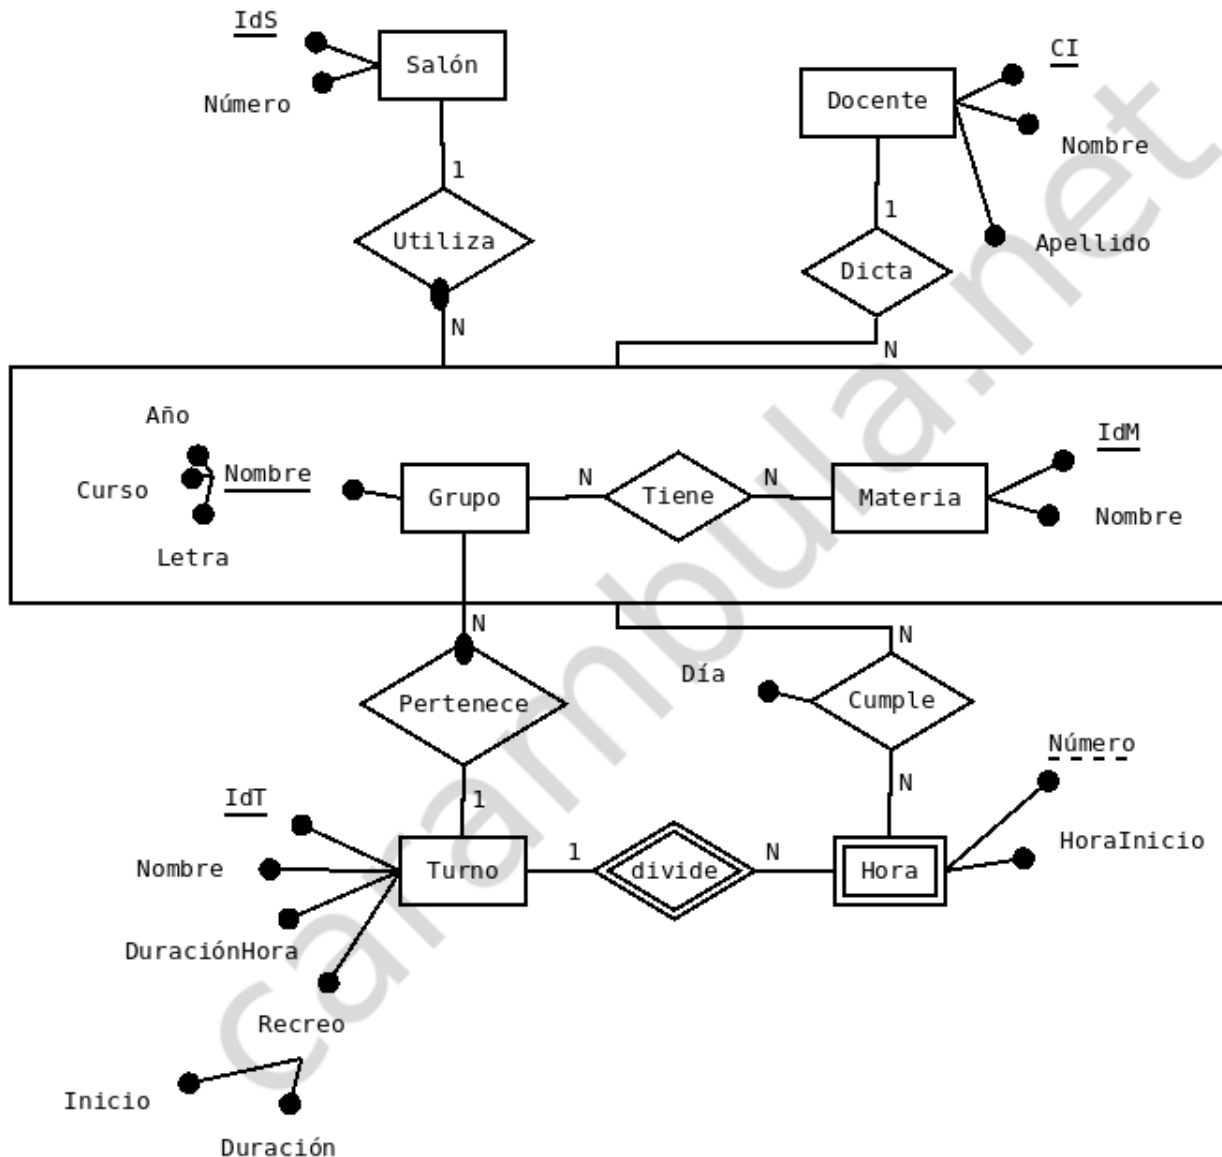 IdS
Salón
Número
CI
Docente
Nombre
Apellido
1
Utiliza
N
1
Dicta
N
Año
Curso
Nombre
Letra
Grupo
N
Tiene
N
Materia
IdM
Nombre
N
Pertenece
1
Día
N
Cumple
N
Número
HoraInicio
IdT
Nombre
DuraciónHora
Recreo
Turno
1
divide
N
Hora
Inicio
Duración
carambula.net